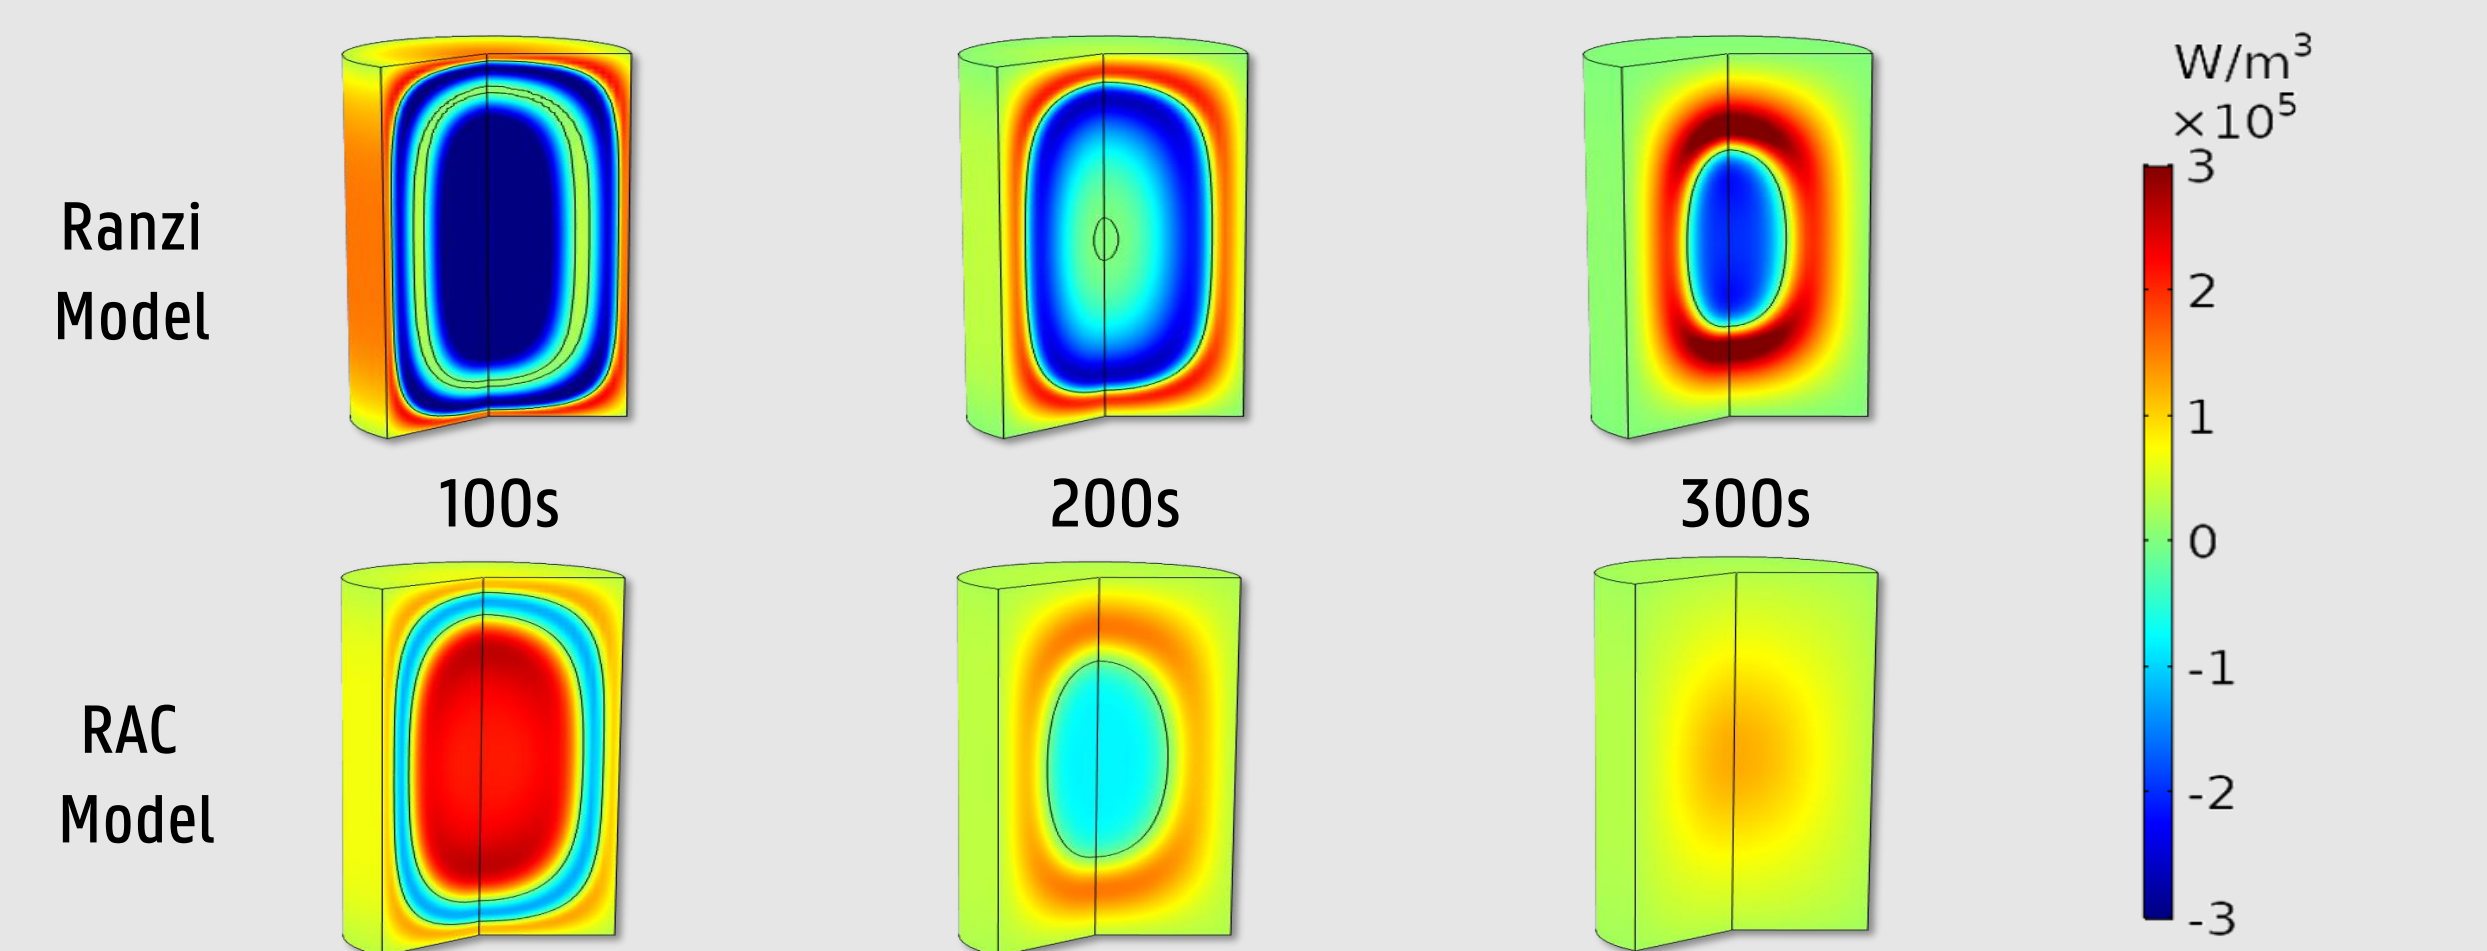 W/m³
×10⁵
3
2
1
0
-1
-2
-3
Ranzi
Model
100s
200s
300s
RAC
Model